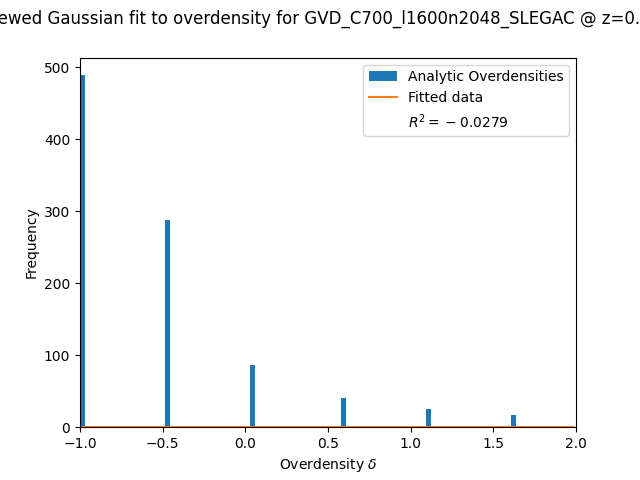 ewed Gaussian fit to overdensity for GVD_C700_l1600n2048_SLEGAC @ z=0.
Analytic Overdensities
Fitted data
R² = − 0.0279
Frequency
500
400
300
200
100
0
−1.0 −0.5 0.0 0.5 1.0 1.5 2.0
Overdensity δ